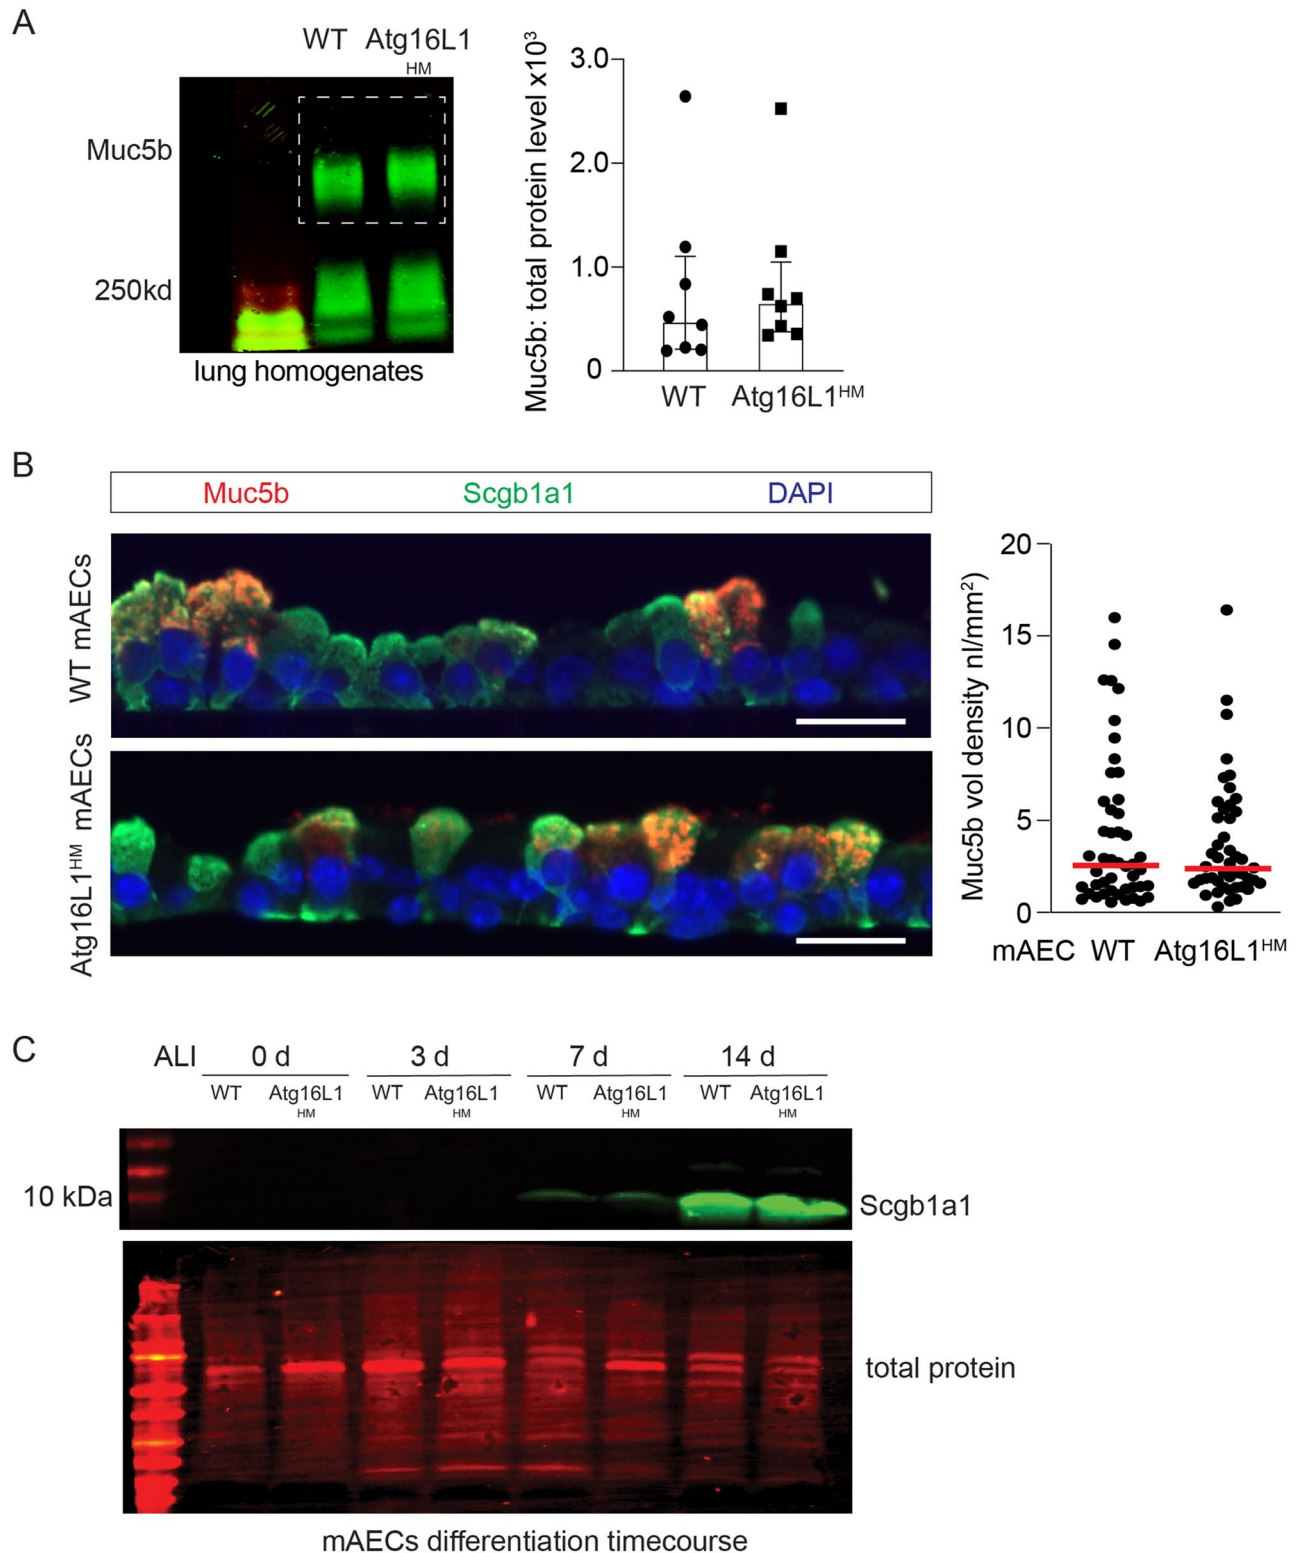 A
WT Atg16L1
HM
Muc5b
250kd
lung homogenates
Muc5b: total protein level x10³
3.0
2.0
1.0
0
WT Atg16L1ᴴᴹ
B
Muc5b Scgb1a1 DAPI
WT mAECs
Atg16L1ᴴᴹ mAECs
Muc5b vol density nl/mm²)
20
15
10
5
0
mAEC WT Atg16L1ᴴᴹ
C
ALI 0 d 3 d 7 d 14 d
WT Atg16L1 WT Atg16L1 WT Atg16L1 WT Atg16L1
HM HM HM HM
10 kDa
Scgb1a1
total protein
mAECs differentiation timecourse